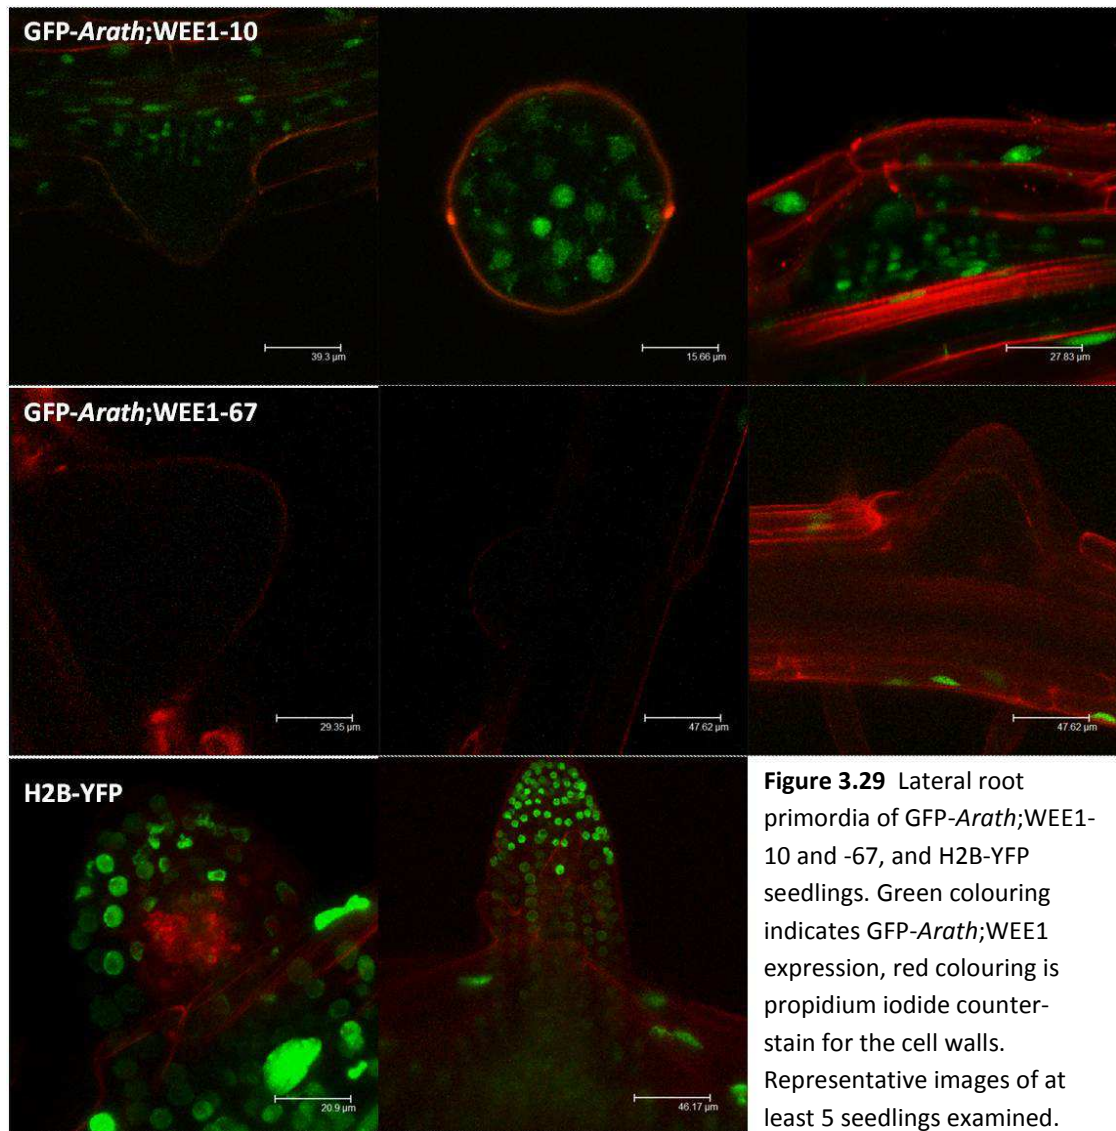 GFP-Arath;WEE1-10
39.3 µm
15.66 µm
27.83 µm
GFP-Arath;WEE1-67
29.35 µm
47.62 µm
47.62 µm
H2B-YFP
20.9 µm
46.17 µm
Figure 3.29 Lateral root
primordia of GFP-Arath;WEE1-
10 and -67, and H2B-YFP
seedlings. Green colouring
indicates GFP-Arath;WEE1
expression, red colouring is
propidium iodide counter-
stain for the cell walls.
Representative images of at
least 5 seedlings examined.